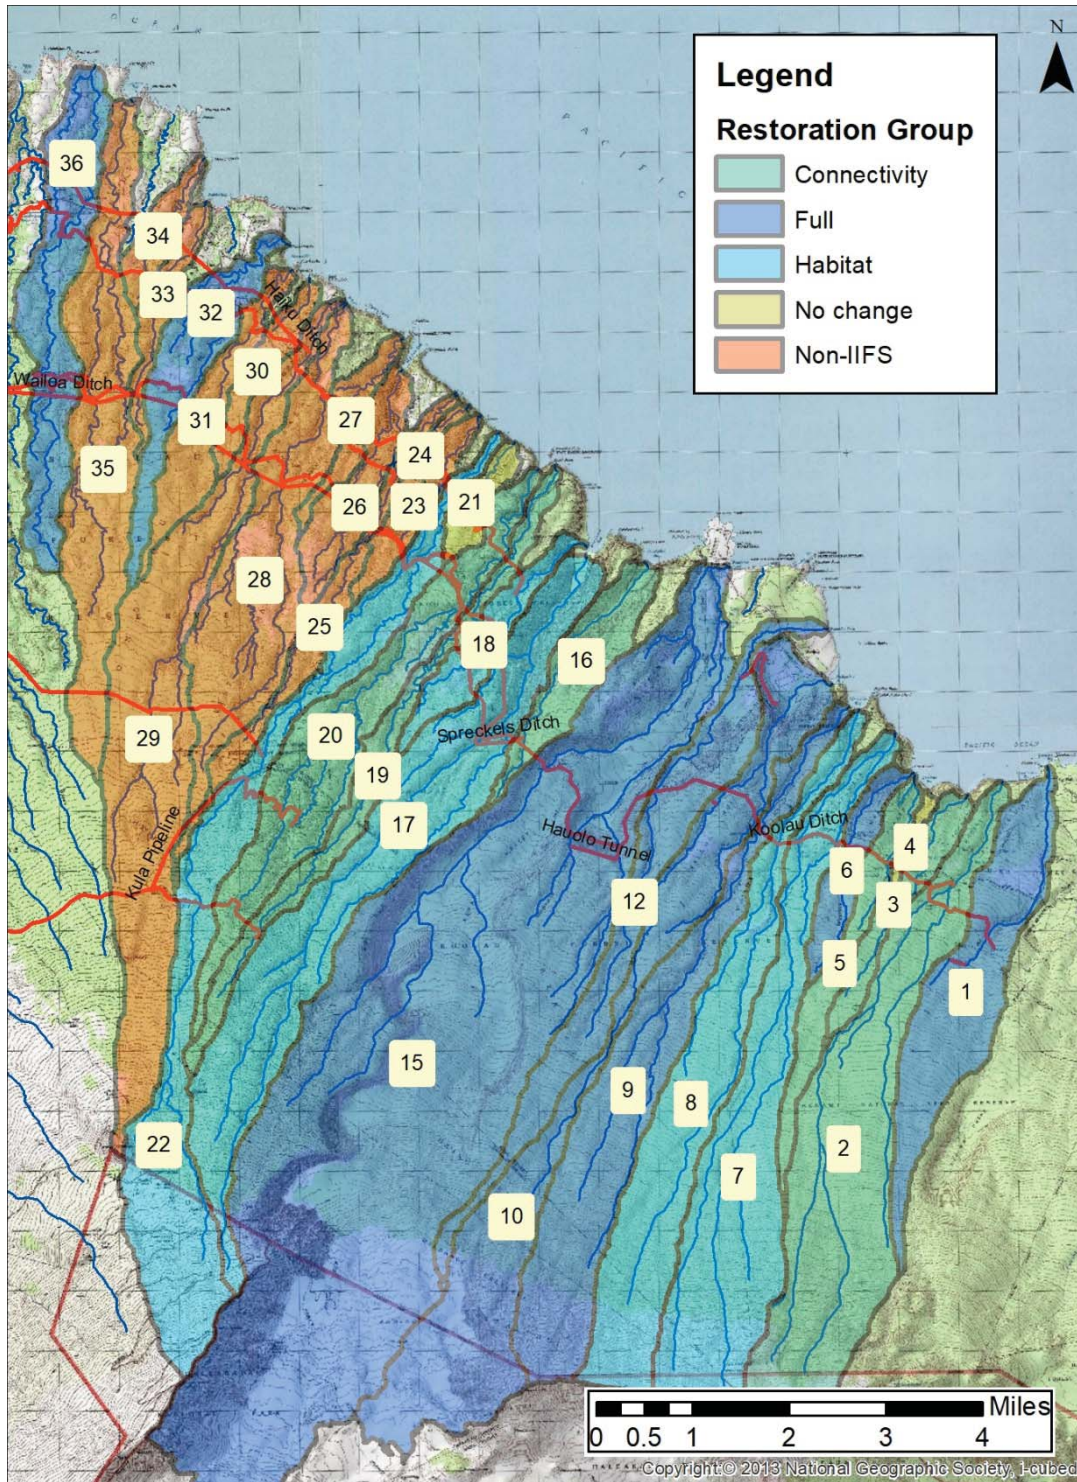 N
Legend
Restoration Group
Connectivity
Full
Habitat
No change
Non-IIFS
PACIFIC
36
34
33
32
Haiku Ditch
30
Wailoa Ditch
31
27
24
35
26
23
21
28
25
18
16
29
20
Spreckels Ditch
19
17
Kula Pipeline
Hauolo Tunnel
Koolau Ditch
4
6
12
3
5
1
15
9
8
22
2
7
10
Miles
0 0.5 1 2 3 4
Copyright:© 2013 National Geographic Society, i-cubed